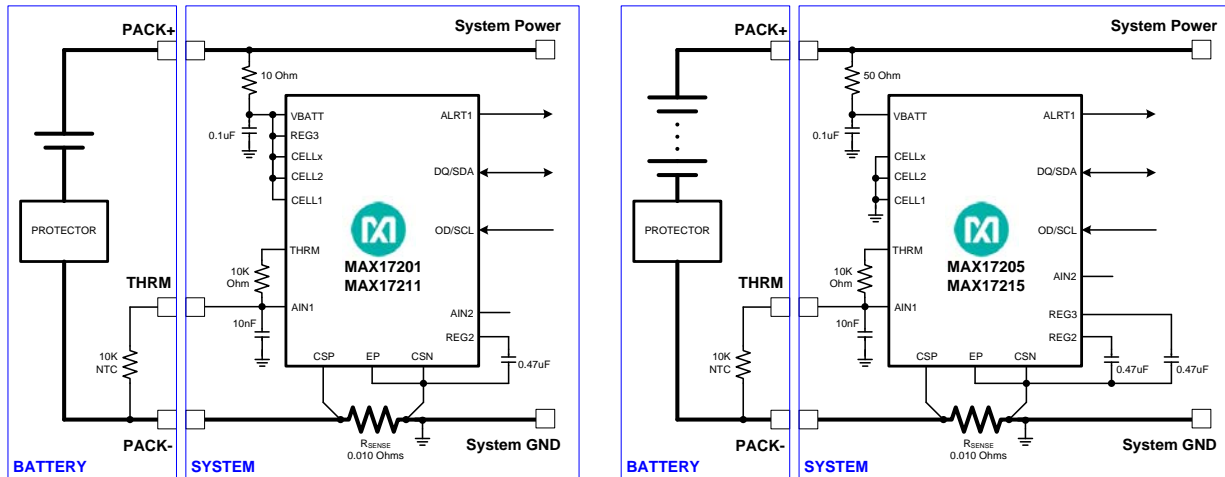 PACK+
System Power
10 Ohm
VBATT
ALRT1
0.1uF
REG3
CELLx
CELL2
DQ/SDA
CELL1
PROTECTOR
OD/SCL
THRM
MAX17201
MAX17211
10K
Ohm
THRM
AIN1
AIN2
10nF
REG2
10K
NTC
CSP
EP
CSN
0.47uF
PACK-
RSENSE
0.010 Ohms
System GND
BATTERY
SYSTEM
PACK+
System Power
50 Ohm
VBATT
ALRT1
0.1uF
CELLx
CELL2
DQ/SDA
CELL1
PROTECTOR
OD/SCL
THRM
MAX17205
MAX17215
10K
Ohm
AIN2
THRM
AIN1
REG3
10nF
REG2
10K
NTC
CSP
EP
CSN
0.47uF
0.47uF
PACK-
RSENSE
0.010 Ohms
System GND
BATTERY
SYSTEM